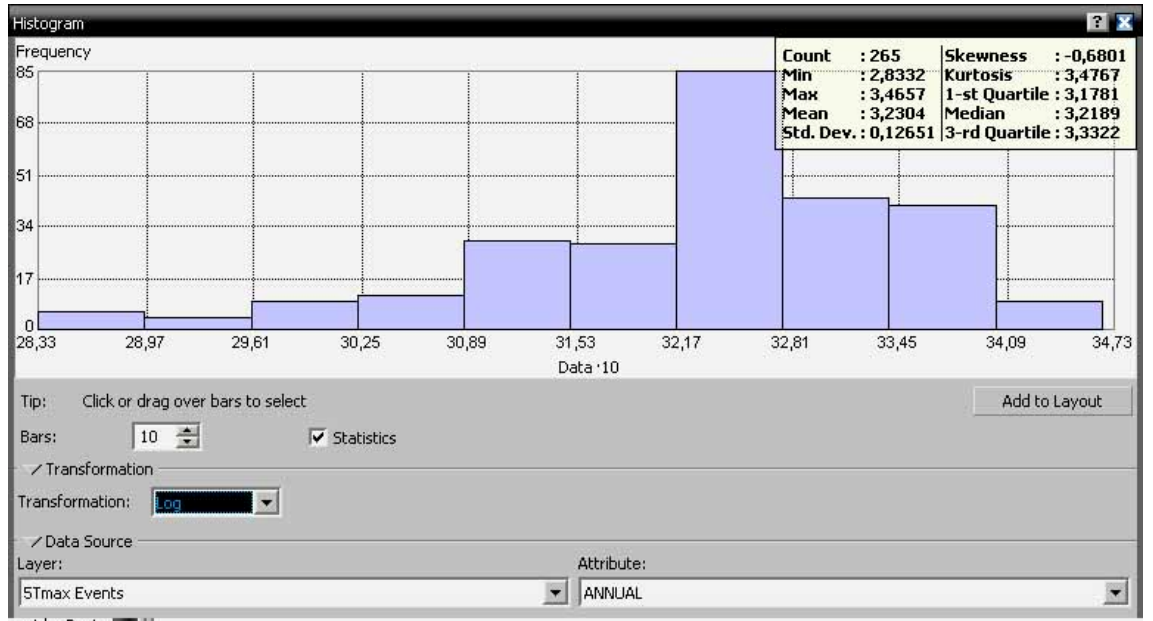 Histogram
Frequency
Count : 265 Skewness : -0,6801
Min : 2,8332 Kurtosis : 3,4767
Max : 3,4657 1-st Quartile : 3,1781
Mean : 3,2304 Median : 3,2189
Std. Dev. : 0,12651 3-rd Quartile : 3,3322
85
68
51
34
17
0
28,33 28,97 29,61 30,25 30,89 31,53 32,17 32,81 33,45 34,09 34,73
Data ·10
Tip: Click or drag over bars to select Add to Layout
Bars: 10 Statistics
Transformation
Transformation: Log
Data Source
Layer: Attribute:
5Tmax Events ANNUAL